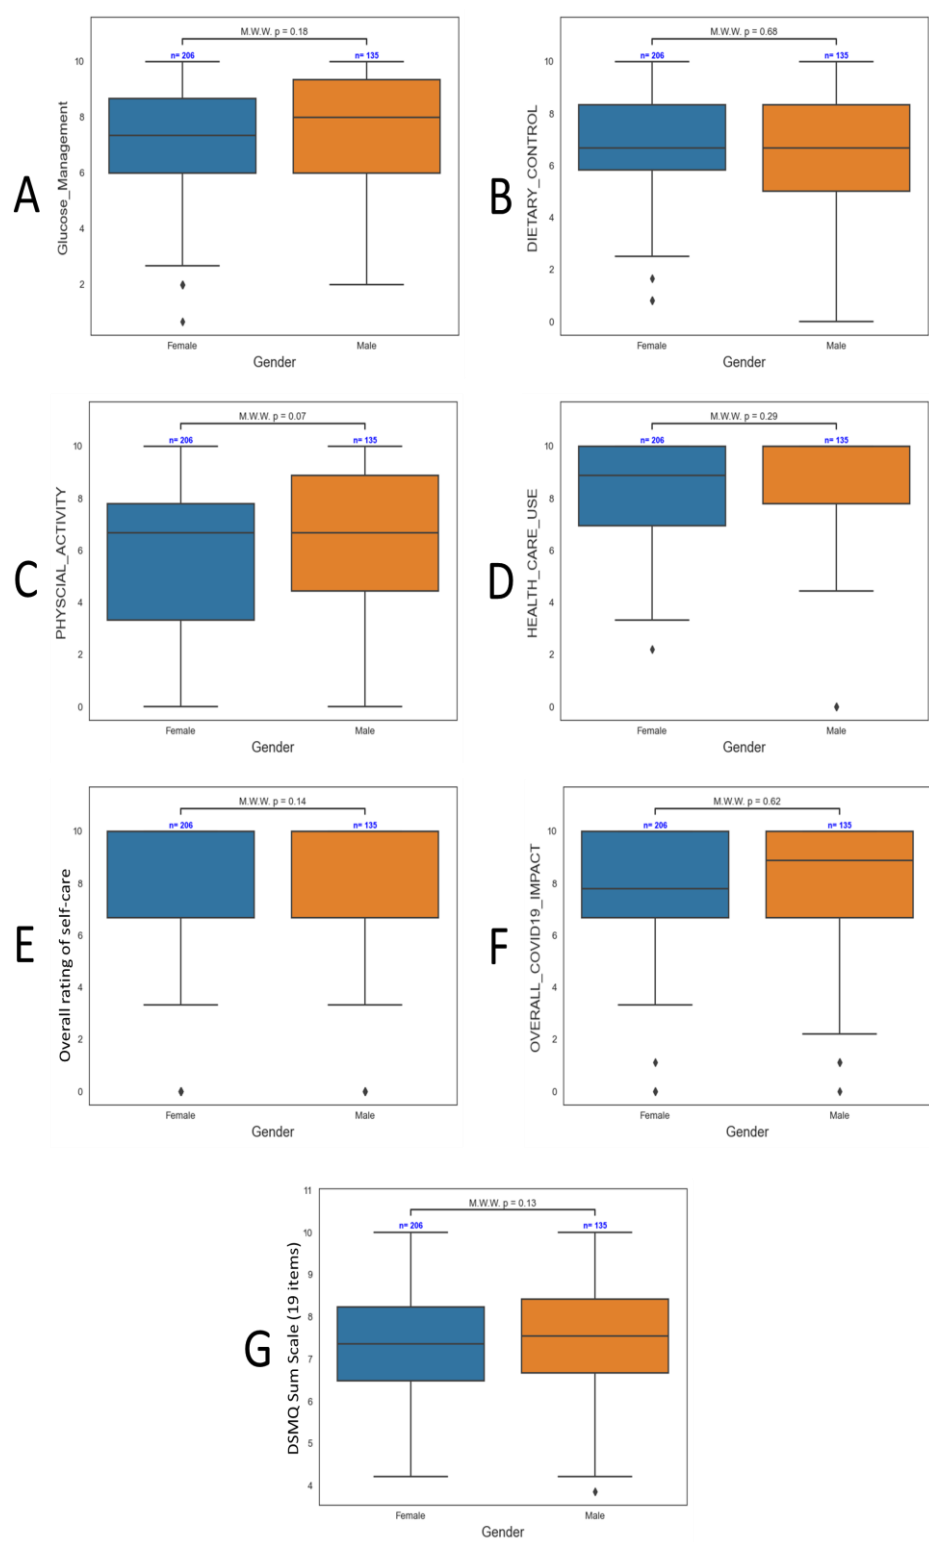 M.W.W. p = 0.18
n= 206
n= 135
10
8
6
4
2
Glucose_Management
Female
Male
Gender
A
M.W.W. p = 0.68
n= 206
n= 135
10
8
6
4
2
0
DIETARY_CONTROL
Female
Male
Gender
B
M.W.W. p = 0.07
n= 206
n= 135
10
8
6
4
2
0
PHYSCIAL_ACTIVITY
Female
Male
Gender
C
M.W.W. p = 0.29
n= 206
n= 135
10
8
6
4
2
0
HEALTH_CARE_USE
Female
Male
Gender
D
M.W.W. p = 0.14
n= 206
n= 135
10
8
6
4
2
0
Overall rating of self-care
Female
Male
Gender
E
M.W.W. p = 0.62
n= 206
n= 135
10
8
6
4
2
0
OVERALL_COVID19_IMPACT
Female
Male
Gender
F
M.W.W. p = 0.13
n= 206
n= 135
11
10
9
8
7
6
5
4
DSMQ Sum Scale (19 items)
Female
Male
Gender
G